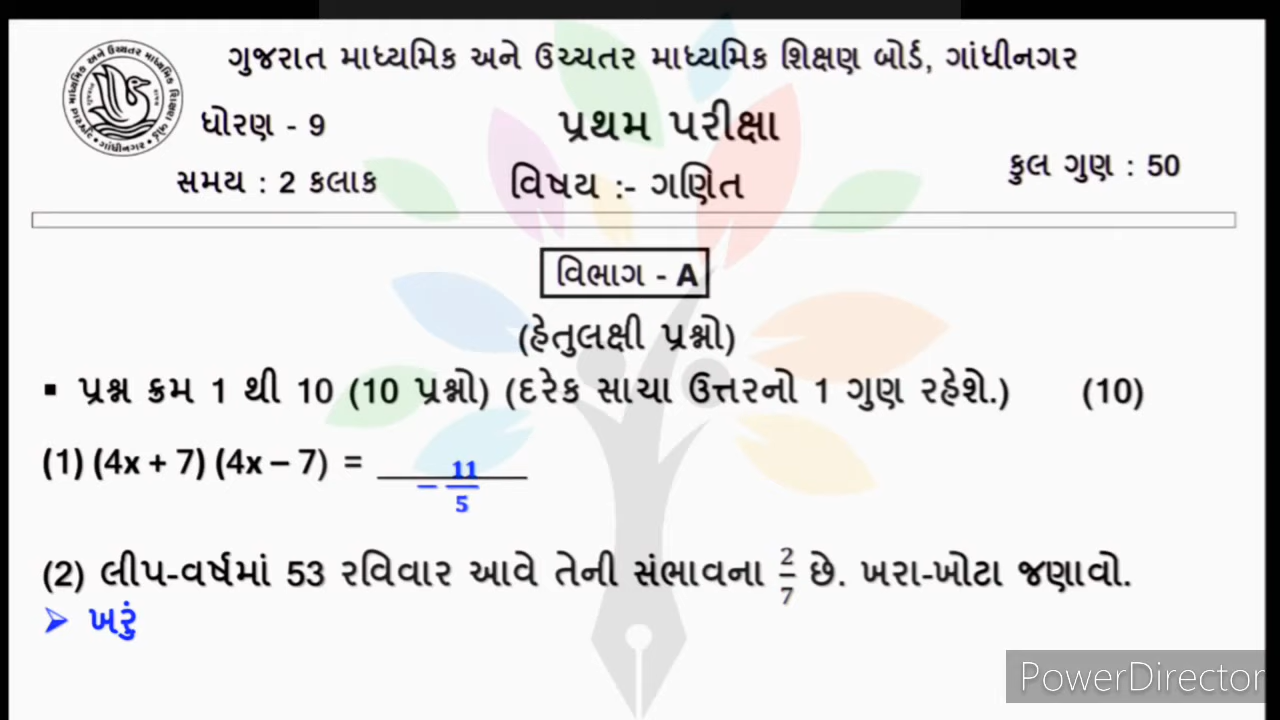 ગુજરાત માધ્યમિક અને ઉચ્ચતર માધ્યમિક શિક્ષણ બોર્ડ, ગાંધીનગર
ધોરણ - 9
પ્રથમ પરીક્ષા
સમય : 2 કલાક
વિષય :- ગણિત
કુલ ગુણ : 50
વિભાગ - A
(હેતુલક્ષી પ્રશ્નો)
▪ પ્રશ્ન ક્રમ 1 થી 10 (10 પ્રશ્નો) (દરેક સાચા ઉત્તરનો 1 ગુણ રહેશે.) (10)
(1) (4x + 7) (4x – 7) = – 11/5
(2) લીપ-વર્ષમાં 53 રવિવાર આવે તેની સંભાવના 2/7 છે. ખરા-ખોટા જણાવો.
➢ ખરું
PowerDirector